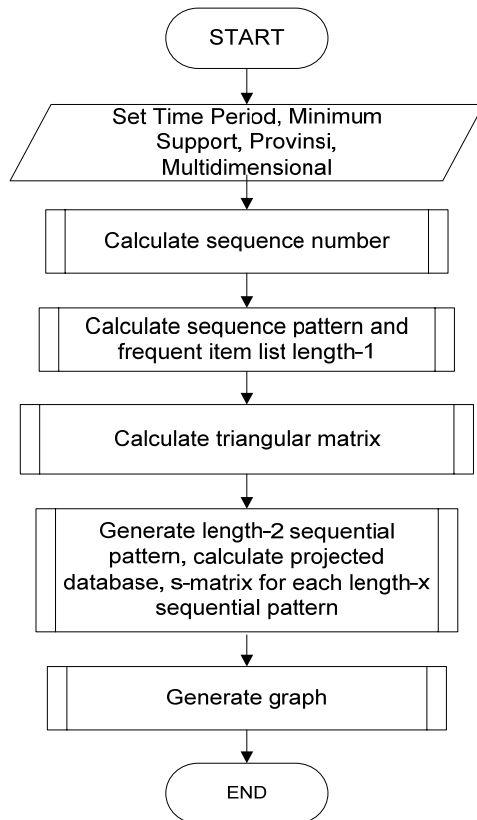 START
Set Time Period, Minimum
Support, Provinsi,
Multidimensional
Calculate sequence number
Calculate sequence pattern and
frequent item list length-1
Calculate triangular matrix
Generate length-2 sequential
pattern, calculate projected
database, s-matrix for each length-x
sequential pattern
Generate graph
END